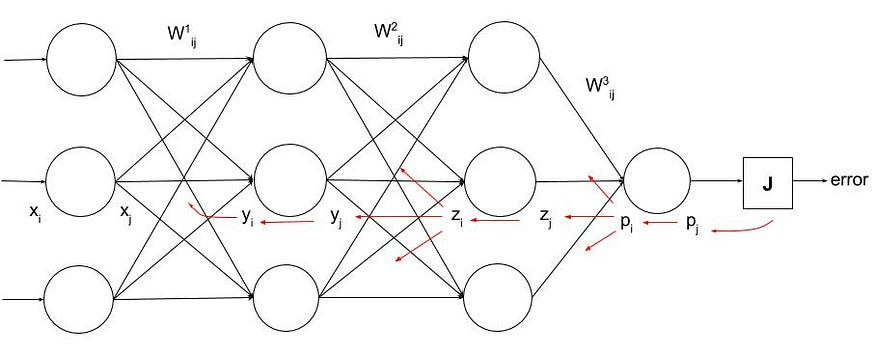 W¹ᵢⱼ
W²ᵢⱼ
W³ᵢⱼ
J
error
xᵢ
xⱼ
yᵢ
yⱼ
zᵢ
zⱼ
pᵢ
pⱼ